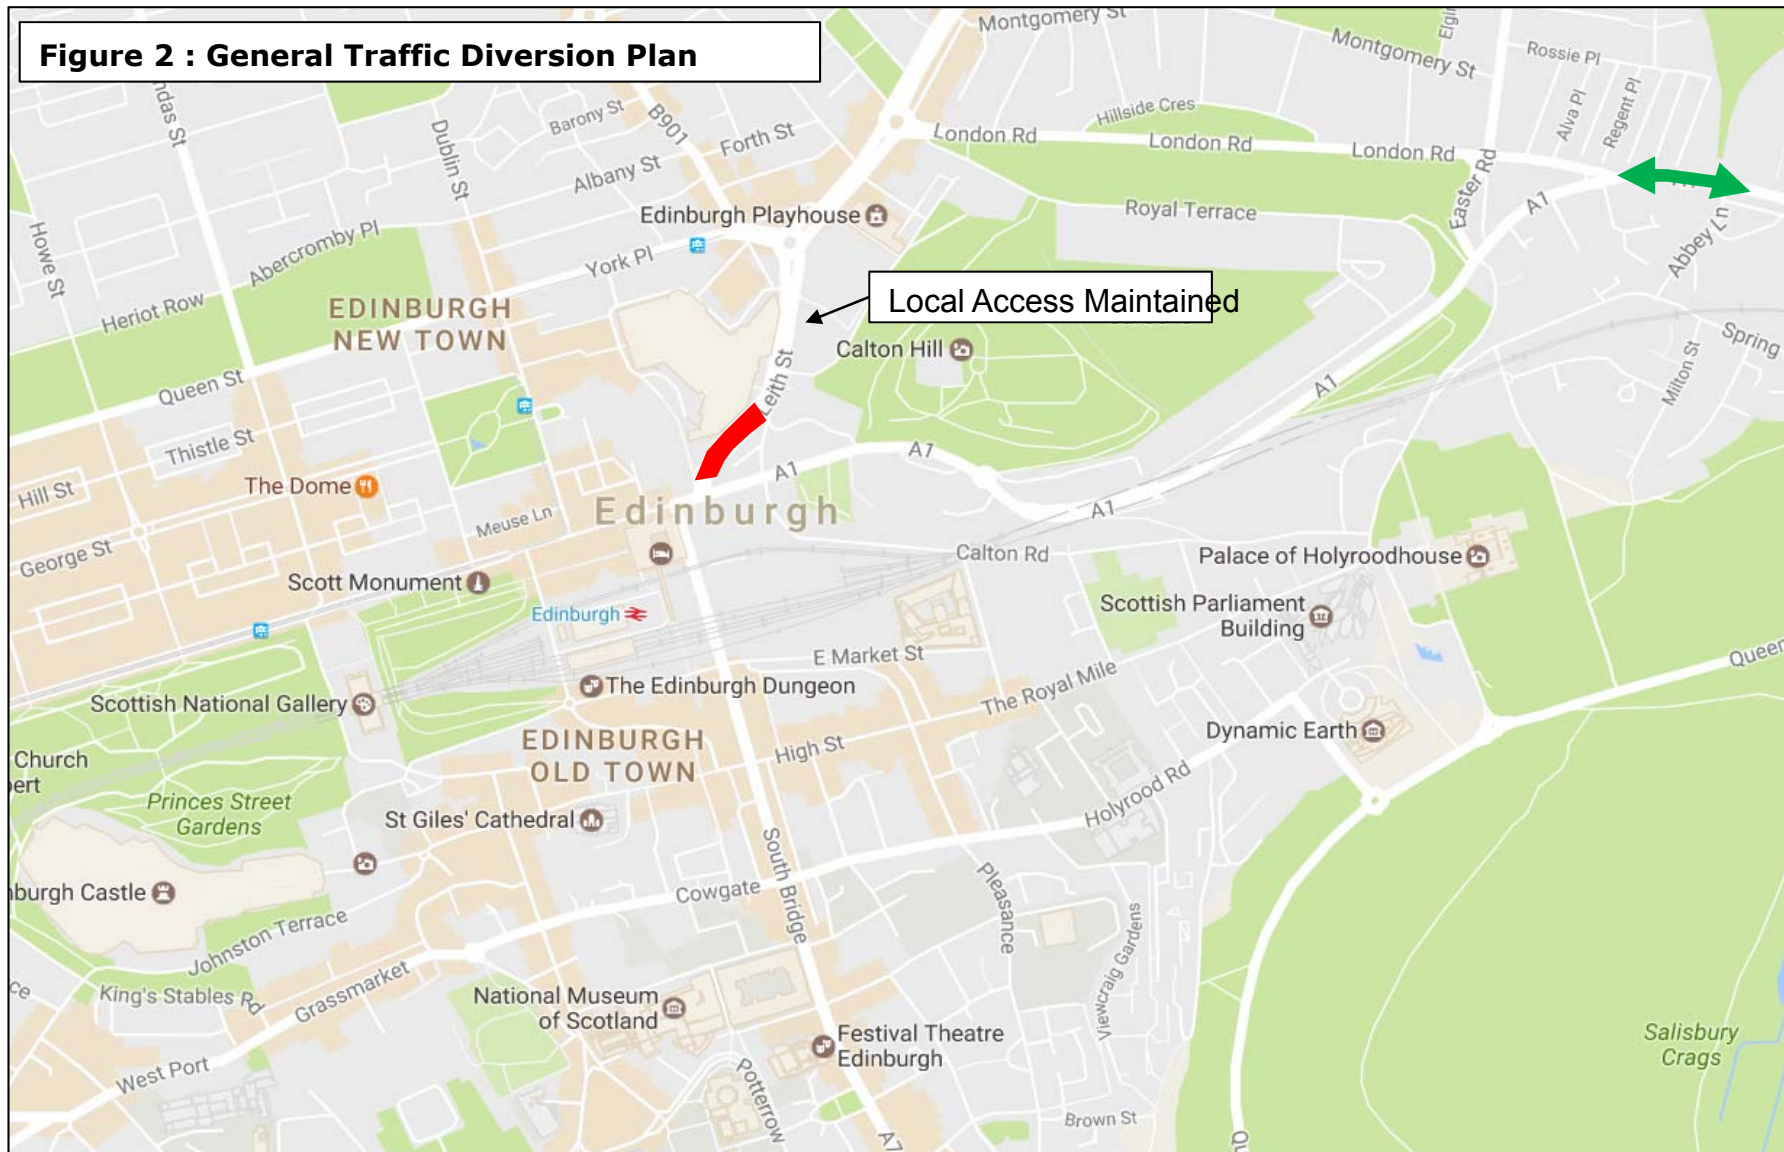 Figure 2 : General Traffic Diversion Plan
Montgomery St
Montgomery St
Rossie Pl
Alva Pl
Regent Pl
Hillside Cres
London Rd
London Rd
London Rd
Easter Rd
A1
Abbey Ln
Royal Terrace
Dublin St
Barony St
B901
Forth St
Albany St
Edinburgh Playhouse
York Pl
Abercromby Pl
Howe St
Heriot Row
EDINBURGH
NEW TOWN
Queen St
Local Access Maintained
Calton Hill
Leith St
Spring
Milton St
A1
Thistle St
Hill St
The Dome
George St
Meuse Ln
Edinburgh
A1
A1
A1
Calton Rd
Scott Monument
Edinburgh
Palace of Holyroodhouse
Scottish Parliament
Building
E Market St
The Edinburgh Dungeon
The Royal Mile
Queen
Scottish National Gallery
EDINBURGH
OLD TOWN
High St
Dynamic Earth
Church
Princes Street
Gardens
St Giles' Cathedral
Holyrood Rd
South Bridge
Cowgate
Pleasance
nburgh Castle
Johnston Terrace
King's Stables Rd
Grassmarket
Viewcraig Gardens
National Museum
of Scotland
Festival Theatre
Edinburgh
Salisbury
Crags
West Port
Potterrow
Brown St
A7